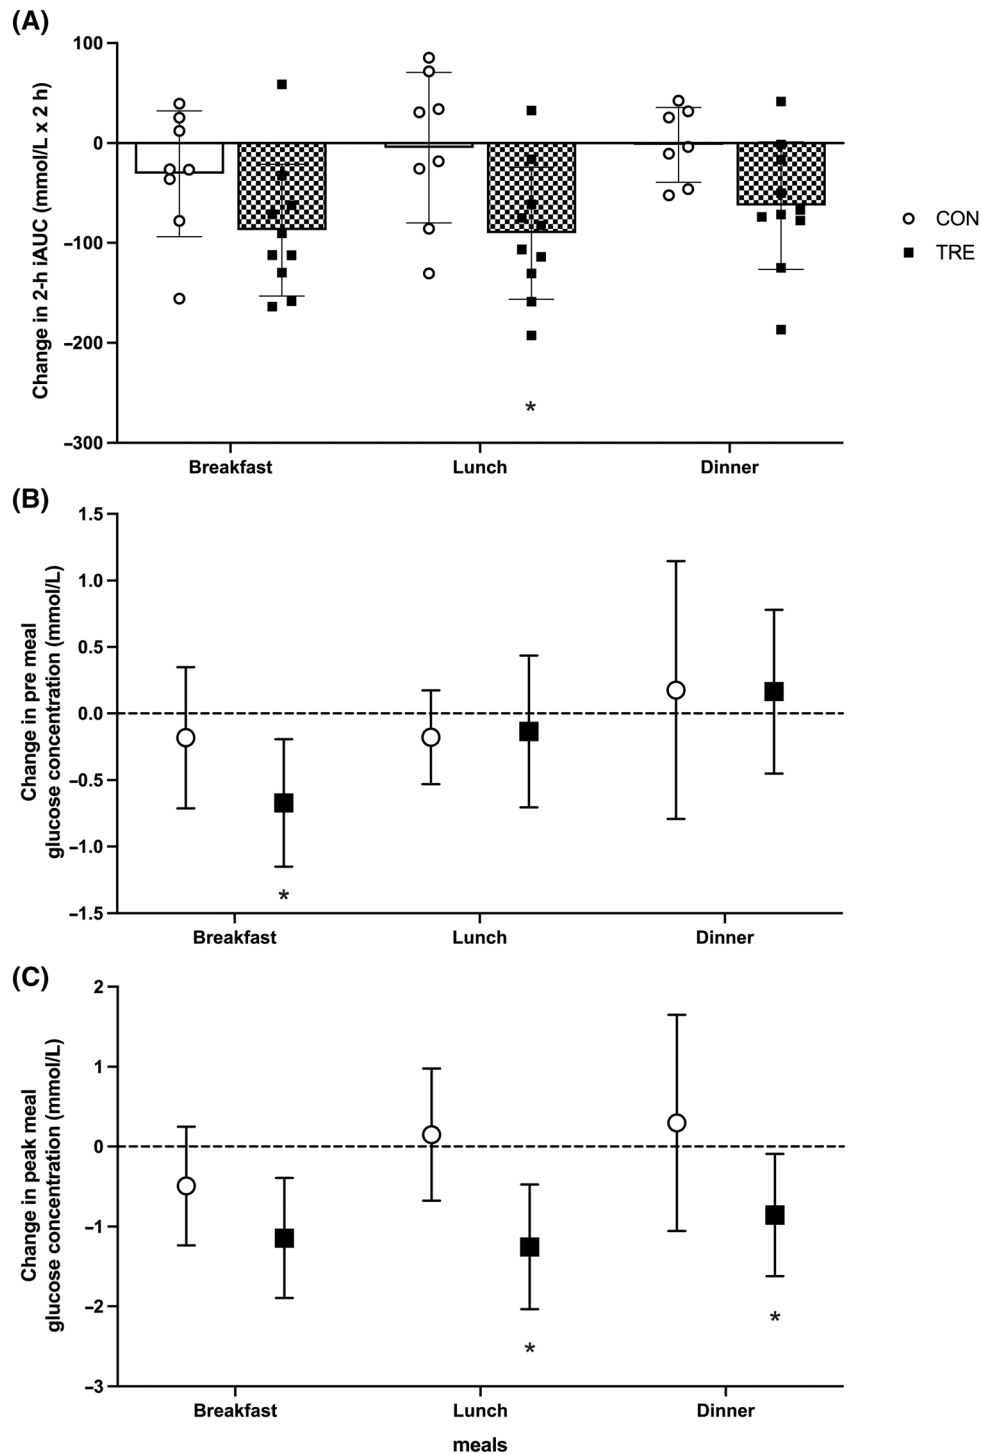 (A)
Change in 2-h iAUC (mmol/L x 2 h)
100
0
−100
−200
−300
*
Breakfast
Lunch
Dinner
CON
TRE
(B)
Change in pre meal
glucose concentration (mmol/L)
1.5
1.0
0.5
0.0
−0.5
−1.0
−1.5
*
Breakfast
Lunch
Dinner
(C)
Change in peak meal
glucose concentration (mmol/L)
2
1
0
−1
−2
−3
*
*
Breakfast
Lunch
Dinner
meals